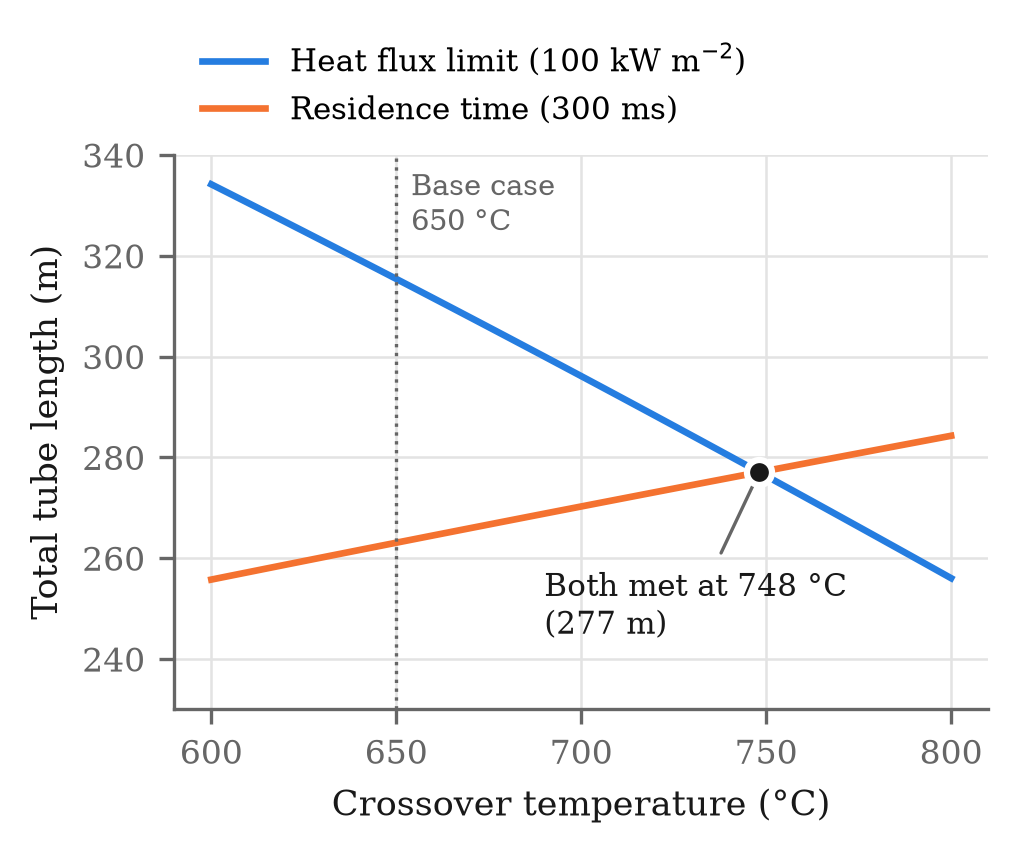 Heat flux limit (100 kW m⁻²)
Residence time (300 ms)
340
320
300
280
260
240
Total tube length (m)
Base case
650 °C
Both met at 748 °C
(277 m)
600
650
700
750
800
Crossover temperature (°C)